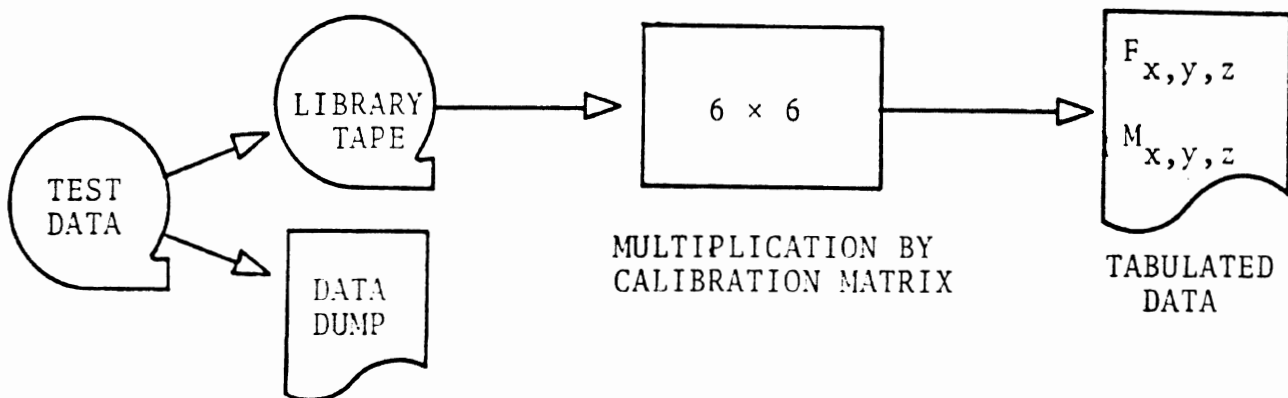 TEST
DATA
LIBRARY
TAPE
DATA
DUMP
6 × 6
MULTIPLICATION BY
CALIBRATION MATRIX
F x,y,z
M x,y,z
TABULATED
DATA